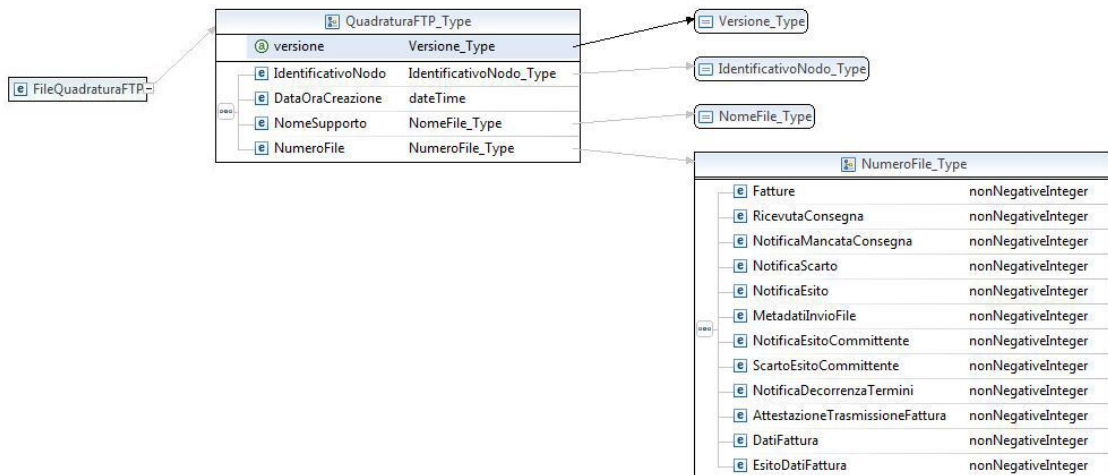 QuadraturaFTP_Type
versione Versione_Type
IdentificativoNodo IdentificativoNodo_Type
DataOraCreazione dateTime
NomeSupporto NomeFile_Type
NumeroFile NumeroFile_Type
FileQuadraturaFTP
Versione_Type
IdentificativoNodo_Type
NomeFile_Type
NumeroFile_Type
Fatture nonNegativeInteger
RicevutaConsegna nonNegativeInteger
NotificaMancataConsegna nonNegativeInteger
NotificaScarto nonNegativeInteger
NotificaEsito nonNegativeInteger
MetadatiInvioFile nonNegativeInteger
NotificaEsitoCommittente nonNegativeInteger
ScartoEsitoCommittente nonNegativeInteger
NotificaDecorrenzaTermini nonNegativeInteger
AttestazioneTrasmissioneFattura nonNegativeInteger
DatiFattura nonNegativeInteger
EsitoDatiFattura nonNegativeInteger